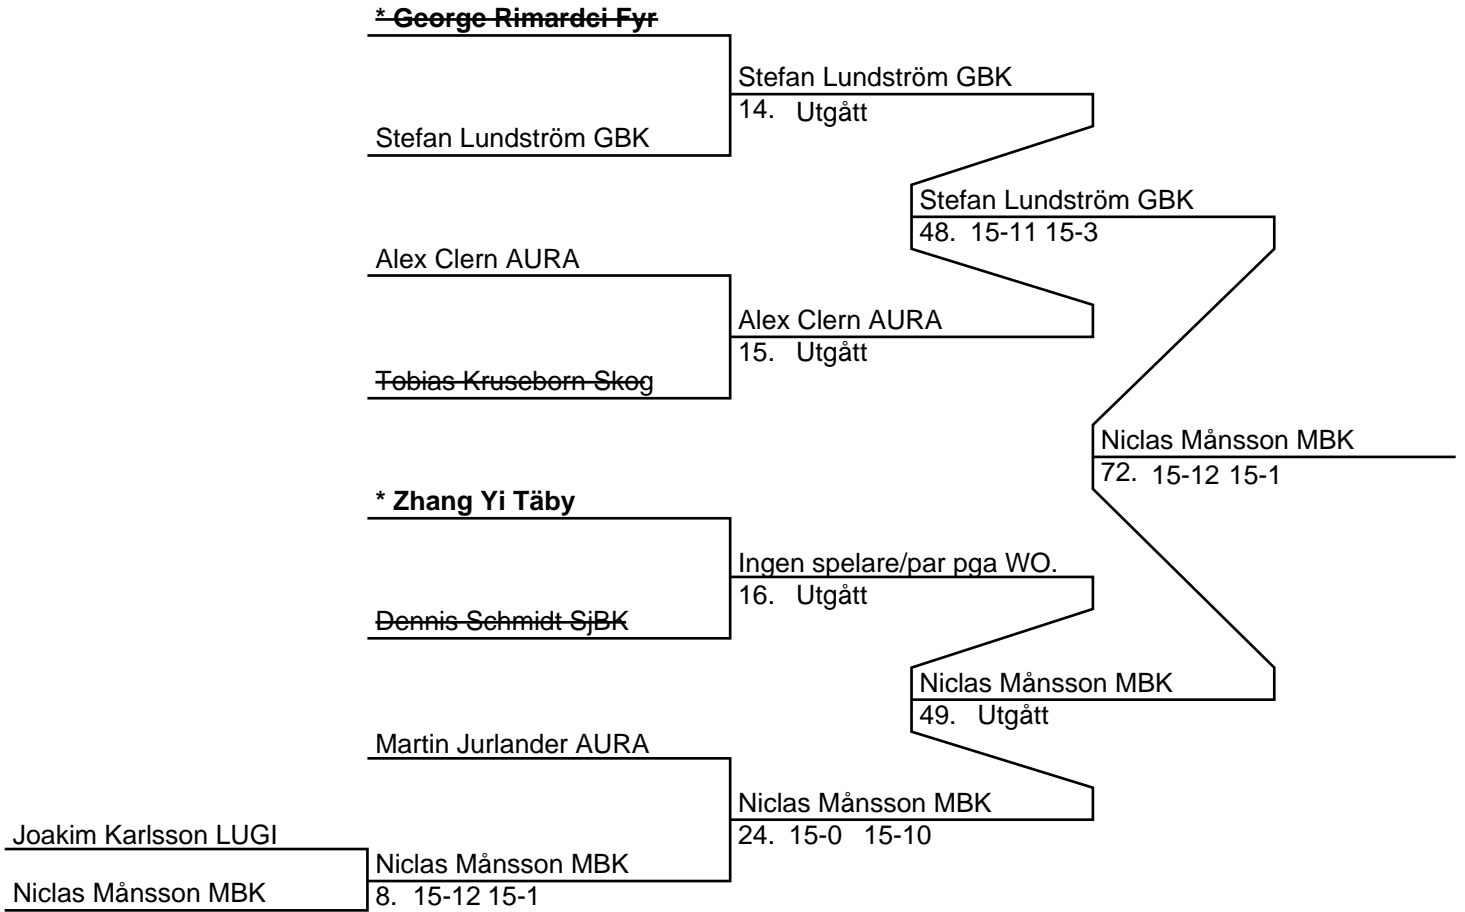 * George Rimardci Fyr
Stefan Lundström GBK
14. Utgått
Stefan Lundström GBK
Stefan Lundström GBK
48. 15-11 15-3
Alex Clern AURA
Alex Clern AURA
15. Utgått
Tobias Kruseborn Skog
Niclas Månsson MBK
72. 15-12 15-1
* Zhang Yi Täby
Ingen spelare/par pga WO.
16. Utgått
Dennis Schmidt SjBK
Niclas Månsson MBK
49. Utgått
Martin Jurlander AURA
Niclas Månsson MBK
24. 15-0 15-10
Joakim Karlsson LUGI
Niclas Månsson MBK
8. 15-12 15-1
Niclas Månsson MBK